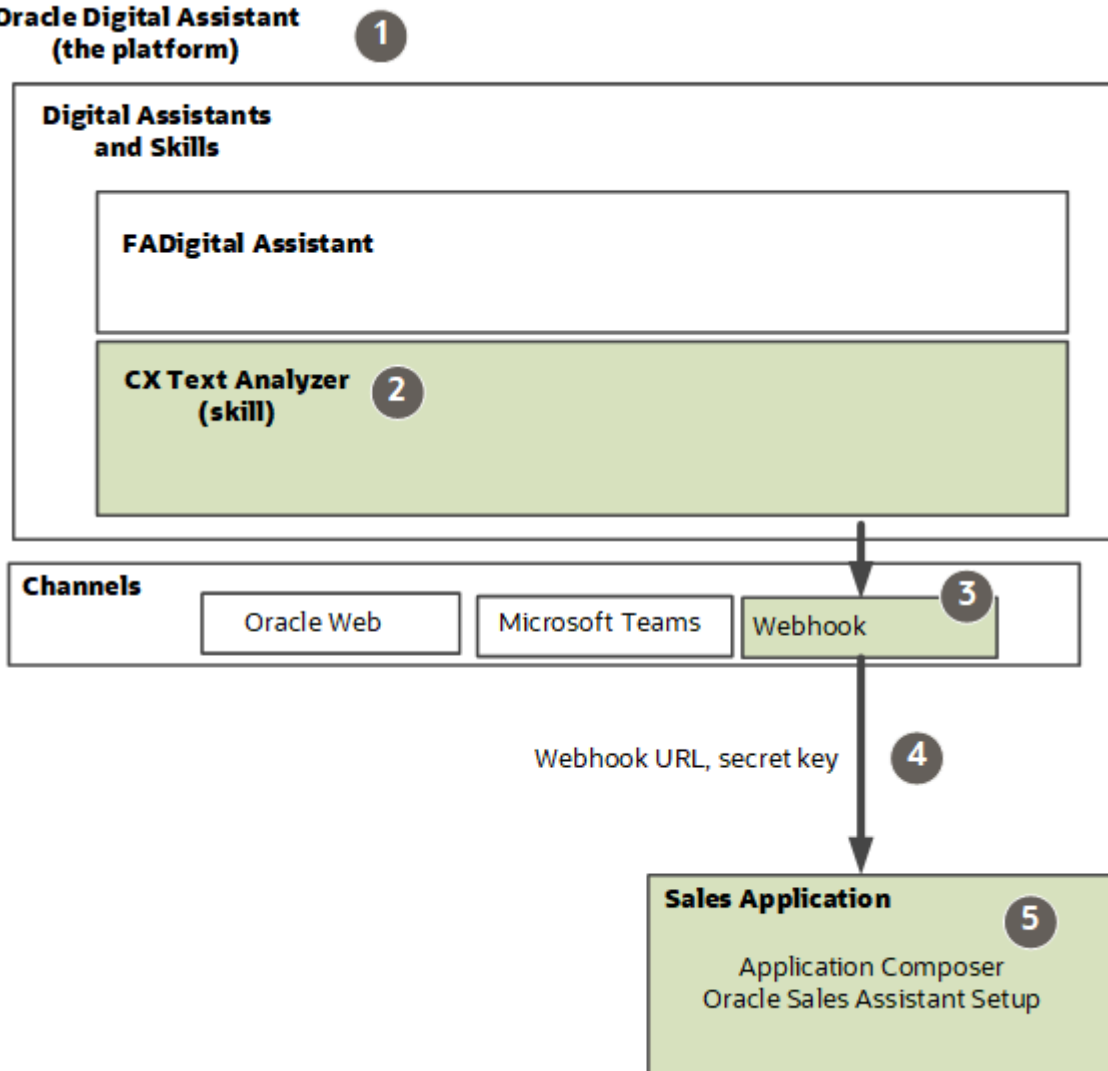 Oracle Digital Assistant
(the platform)
1
Digital Assistants
and Skills
FADigital Assistant
CX Text Analyzer
(skill)
2
Channels
Oracle Web
Microsoft Teams
Webhook
3
Webhook URL, secret key
4
Sales Application
5
Application Composer
Oracle Sales Assistant Setup